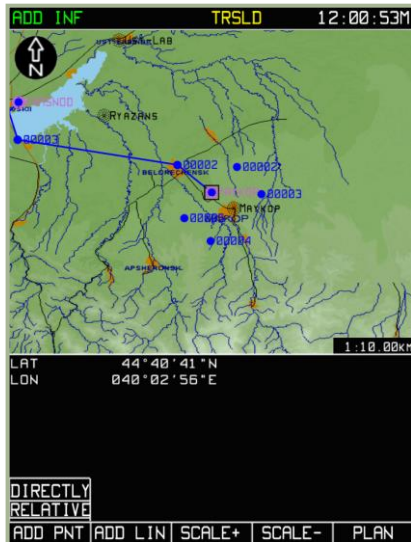 ADD INF TRSLD 12:00:53M
N
RYAZANS
00003
00002
00002
BELORECHENSK
00003
MAYKOP
00004
APSHERONSK
1:10.00KM
LAT 44°40'41"N
LON 040°02'56"E
DIRECTLY
RELATIVE
ADD PNT ADD LIN SCALE+ SCALE- PLAN